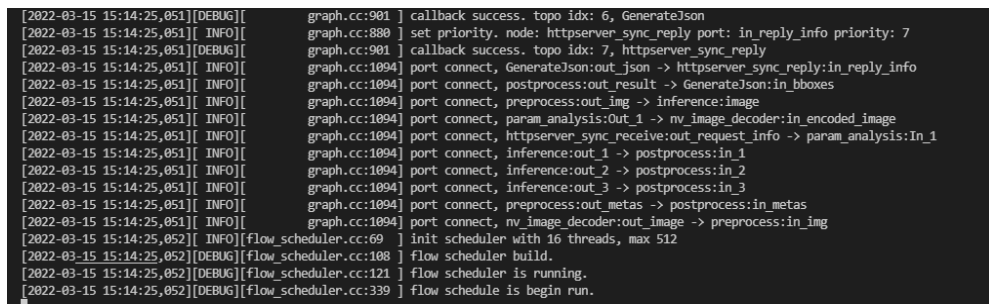 [2022-03-15 15:14:25,051][DEBUG][        graph.cc:901 ] callback success. topo idx: 6, GenerateJson
[2022-03-15 15:14:25,051][ INFO][        graph.cc:880 ] set priority. node: httpserver_sync_reply port: in_reply_info priority: 7
[2022-03-15 15:14:25,051][DEBUG][        graph.cc:901 ] callback success. topo idx: 7, httpserver_sync_reply
[2022-03-15 15:14:25,051][ INFO][        graph.cc:1094] port connect, GenerateJson:out_json -> httpserver_sync_reply:in_reply_info
[2022-03-15 15:14:25,051][ INFO][        graph.cc:1094] port connect, postprocess:out_result -> GenerateJson:in_bboxes
[2022-03-15 15:14:25,051][ INFO][        graph.cc:1094] port connect, preprocess:out_img -> inference:image
[2022-03-15 15:14:25,051][ INFO][        graph.cc:1094] port connect, param_analysis:Out_1 -> nv_image_decoder:in_encoded_image
[2022-03-15 15:14:25,051][ INFO][        graph.cc:1094] port connect, httpserver_sync_receive:out_request_info -> param_analysis:In_1
[2022-03-15 15:14:25,051][ INFO][        graph.cc:1094] port connect, inference:out_1 -> postprocess:in_1
[2022-03-15 15:14:25,051][ INFO][        graph.cc:1094] port connect, inference:out_2 -> postprocess:in_2
[2022-03-15 15:14:25,051][ INFO][        graph.cc:1094] port connect, inference:out_3 -> postprocess:in_3
[2022-03-15 15:14:25,051][ INFO][        graph.cc:1094] port connect, preprocess:out_metas -> postprocess:in_metas
[2022-03-15 15:14:25,051][ INFO][        graph.cc:1094] port connect, nv_image_decoder:out_image -> preprocess:in_img
[2022-03-15 15:14:25,052][ INFO][flow_scheduler.cc:69  ] init scheduler with 16 threads, max 512
[2022-03-15 15:14:25,052][DEBUG][flow_scheduler.cc:108 ] flow scheduler build.
[2022-03-15 15:14:25,052][DEBUG][flow_scheduler.cc:121 ] flow scheduler is running.
[2022-03-15 15:14:25,052][DEBUG][flow_scheduler.cc:339 ] flow schedule is begin run.